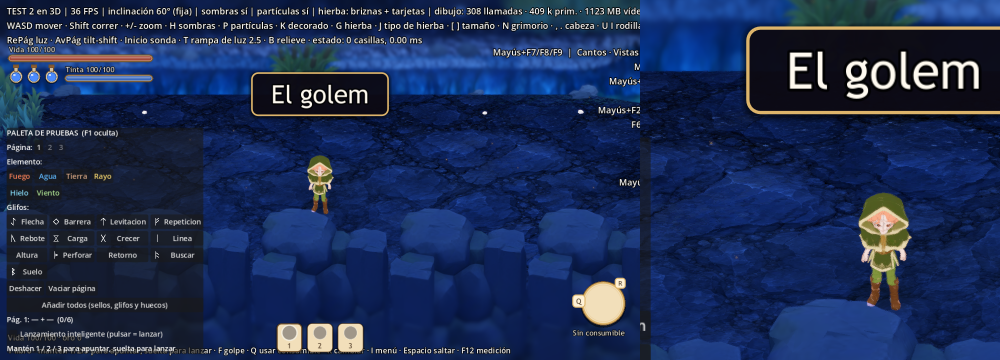 TEST 2 en 3D | 36 FPS | inclinación 60° (fija) | sombras sí | partículas sí | hierba: briznas + tarjetas | dibujo: 308 llamadas · 409 k prim. · 1123 MB vide
WASD mover · Shift correr · +/- zoom · H sombras · P partículas · K decorado · G hierba · J tipo de hierba · [ ] tamaño · N grimorio · , . cabeza · U I rodill
RePág luz · AvPág tilt-shift · Inicio sonda · T rampa de luz 2.5 · B relieve · estado: 0 casillas, 0.00 ms
Vida 100/100
Mayús+F7/F8/F9 | Cantos · Vistas
M
Tinta 100/100
Mayús+
El golem
El golem
Mayús+F2
F6
PALETA DE PRUEBAS (F1 oculta)
Página: 1 2 3
Elemento:
Fuego Agua Tierra Rayo
Mayú
Hielo Viento
Glifos:
Flecha Barrera Levitacion Repeticion
Rebote Carga Crecer Linea
Altura Perforar Retorno Buscar
Suelo
Deshacer Vaciar página
R
Q
Añadir todos (sellos, glifos y huecos)
Pág. 1: — + — (0/6)
Lanzamiento inteligente (pulsar = lanzar)
Sin consumible
1 2 3
Mantén 1 / 2 / 3 para apuntar, suelta para lanzar
· F golpe · Q usar
· I menú · Espacio saltar · F12 medición